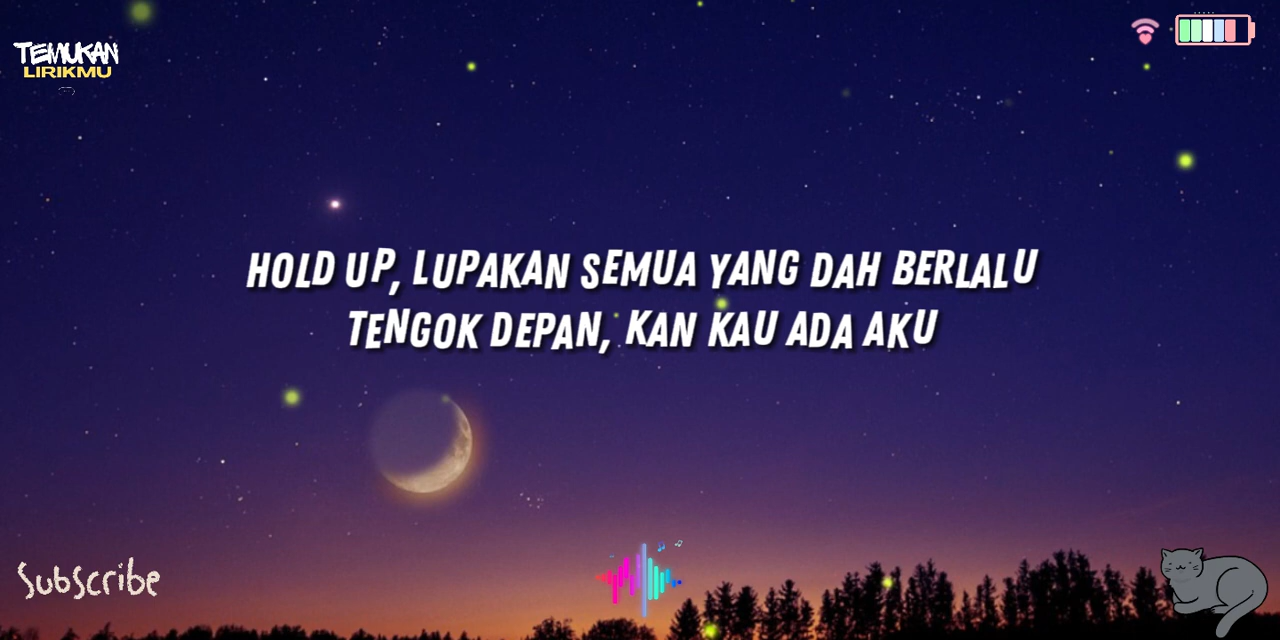 TEMUKAN
LIRIKMU
HOLD UP, LUPAKAN SEMUA YANG DAH BERLALU
TENGOK DEPAN, KAN KAU ADA AKU
Subscribe